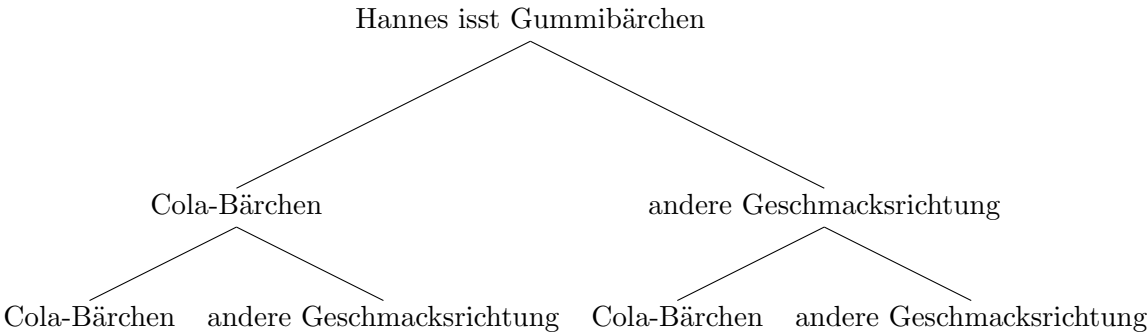 Hannes isst Gummibärchen
Cola-Bärchen andere Geschmacksrichtung
Cola-Bärchen andere Geschmacksrichtung Cola-Bärchen andere Geschmacksrichtung